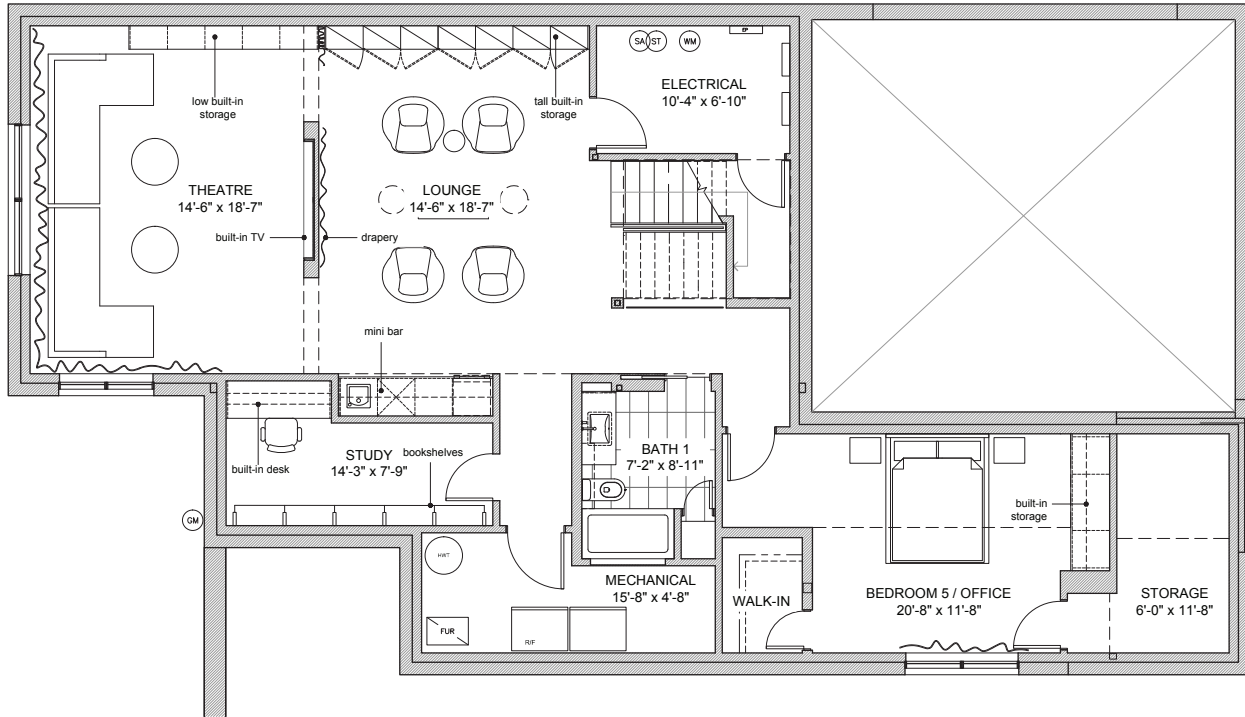 SA
ST
WM
EP
ELECTRICAL
10'-4" x 6'-10"
low built-in
storage
tall built-in
storage
THEATRE
14'-6" x 18'-7"
LOUNGE
14'-6" x 18'-7"
built-in TV
drapery
mini bar
BATH 1
7'-2" x 8'-11"
STUDY
14'-3" x 7'-9"
bookshelves
built-in desk
built-in
storage
GM
HWT
MECHANICAL
15'-8" x 4'-8"
FUR
R/F
WALK-IN
BEDROOM 5 / OFFICE
20'-8" x 11'-8"
STORAGE
6'-0" x 11'-8"